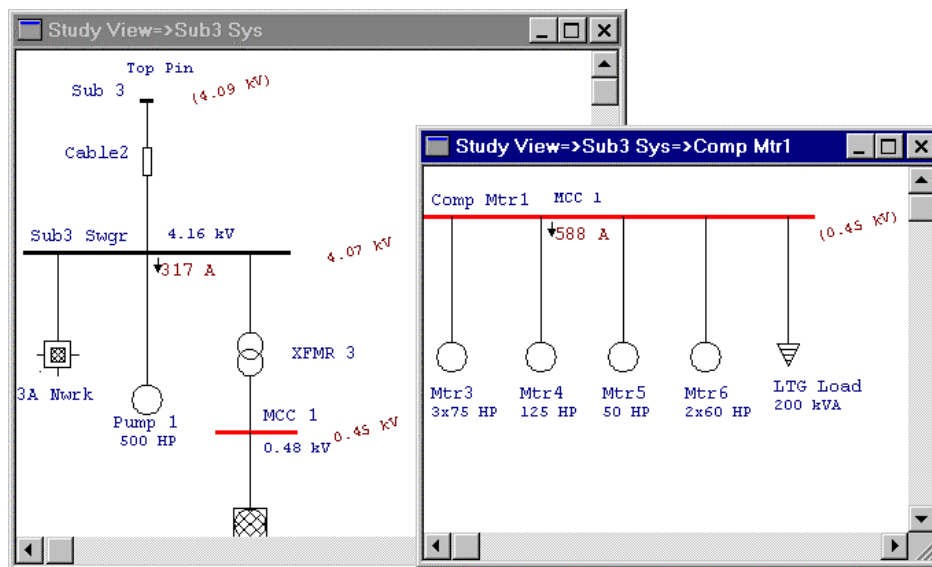 Study View=>Sub3 Sys
Top Pin
Sub 3
(4.09 kV)
Cable2
Sub3 Swgr
4.16 kV
4.07 kV
317 A
XFMR 3
3A Nwrk
Pump 1
500 HP
MCC 1
0.48 kV
0.45 kV
Study View=>Sub3 Sys=>Comp Mtr1
Comp Mtr1
MCC 1
(0.45 kV)
588 A
Mtr3
3x75 HP
Mtr4
125 HP
Mtr5
50 HP
Mtr6
2x60 HP
LTG Load
200 kVA